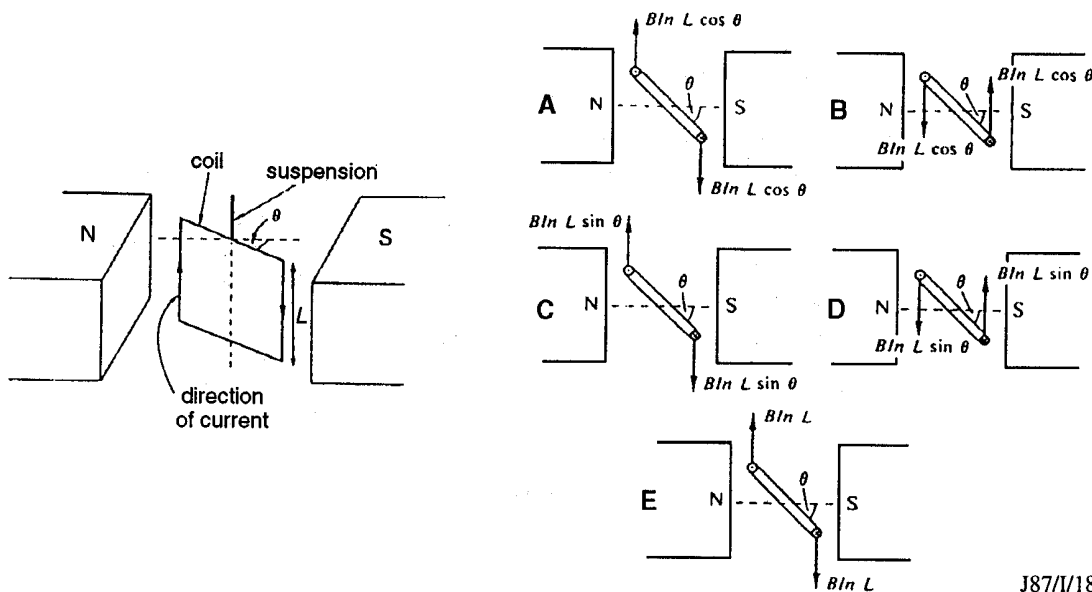 coil
suspension
θ
N
S
L
direction
of current
BIn L cos θ
A
N
θ
S
BIn L cos θ
BIn L cos θ
B
N
θ
S
BIn L cos θ
BIn L sin θ
C
N
θ
S
BIn L sin θ
BIn L sin θ
D
N
θ
S
BIn L sin θ
BIn L
E
N
θ
S
BIn L
J87/I/18